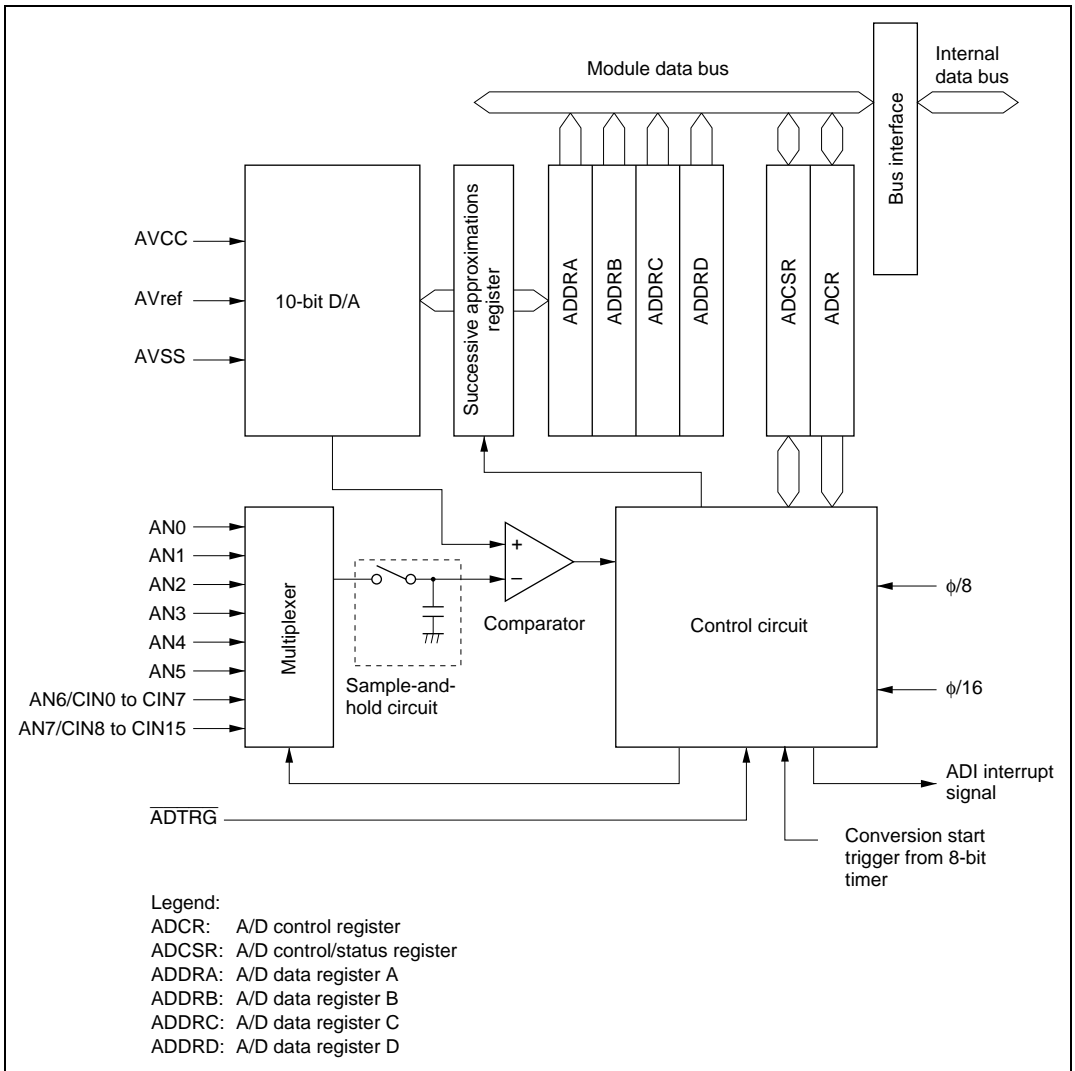 Module data bus
Internal
data bus
Bus interface
AVCC
AVref
AVSS
10-bit D/A
Successive approximations
register
ADDRA
ADDRB
ADDRC
ADDRD
ADCSR
ADCR
AN0
AN1
AN2
AN3
AN4
AN5
AN6/CIN0 to CIN7
AN7/CIN8 to CIN15
Multiplexer
+
−
Comparator
Sample-and-
hold circuit
Control circuit
ϕ/8
ϕ/16
ADI interrupt
signal
ADTRG
Conversion start
trigger from 8-bit
timer
Legend:
ADCR: A/D control register
ADCSR: A/D control/status register
ADDRA: A/D data register A
ADDRB: A/D data register B
ADDRC: A/D data register C
ADDRD: A/D data register D